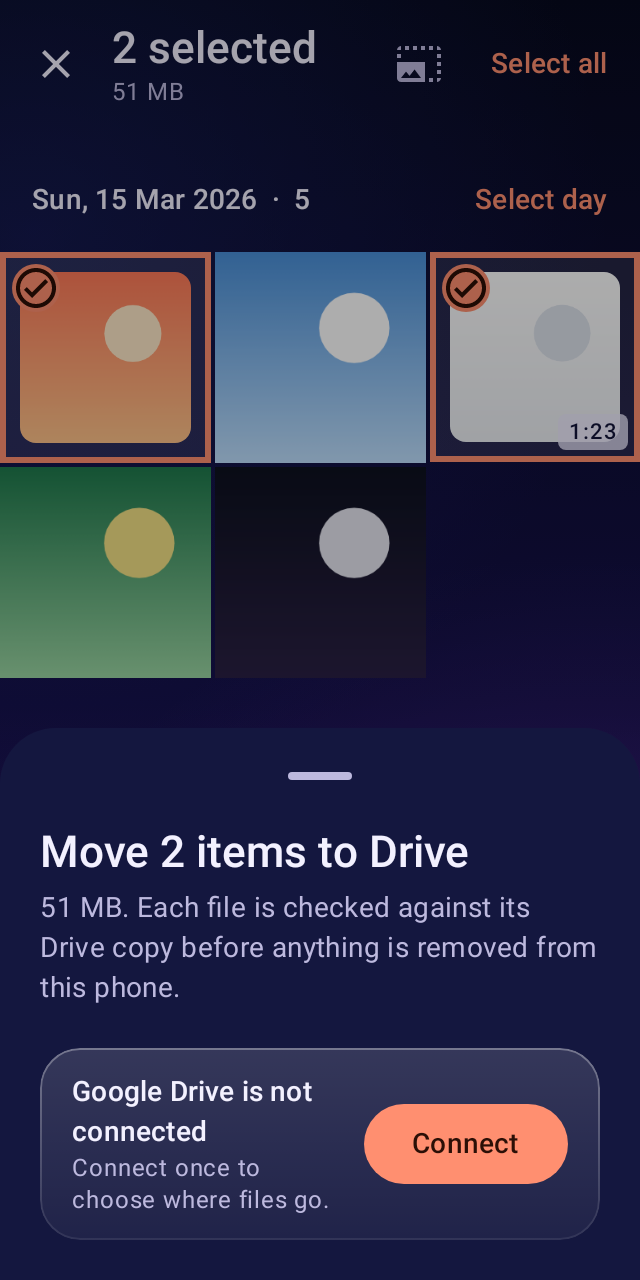 2 selected
51 MB
Select all
Sun, 15 Mar 2026 · 5
Select day
1:23
Move 2 items to Drive
51 MB. Each file is checked against its
Drive copy before anything is removed from
this phone.
Google Drive is not
connected
Connect once to
choose where files go.
Connect